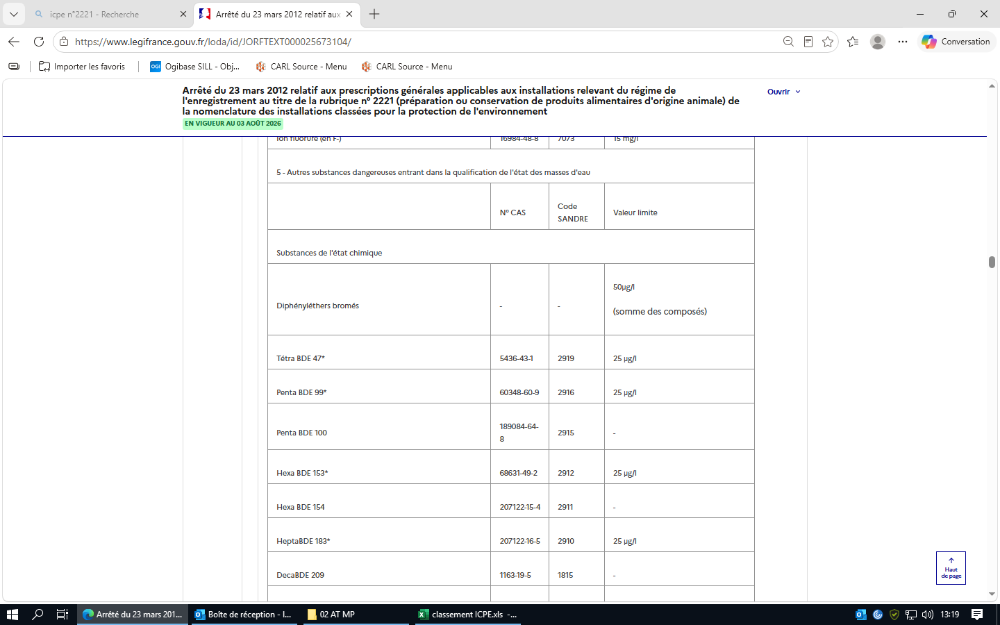 icpe n°2221 - Recherche
Arrêté du 23 mars 2012 relatif aux
https://www.legifrance.gouv.fr/loda/id/JORFTEXT000025673104/
Conversation
Importer les favoris
OGI
Ogibase SILL - Obj...
CARL Source - Menu
CARL Source - Menu
Arrêté du 23 mars 2012 relatif aux prescriptions générales applicables aux installations relevant du régime de
l'enregistrement au titre de la rubrique n° 2221 (préparation ou conservation de produits alimentaires d'origine animale) de
la nomenclature des installations classées pour la protection de l'environnement
EN VIGUEUR AU 03 AOÛT 2026
Ouvrir
Ion fluorure (en F-) 16984-48-8 7073 15 mg/l
5 - Autres substances dangereuses entrant dans la qualification de l'état des masses d'eau
N° CAS Code SANDRE Valeur limite
Substances de l'état chimique
Diphényléthers bromés - - 50µg/l
(somme des composés)
Tétra BDE 47* 5436-43-1 2919 25 µg/l
Penta BDE 99* 60348-60-9 2916 25 µg/l
Penta BDE 100 189084-64-8 2915 -
Hexa BDE 153* 68631-49-2 2912 25 µg/l
Hexa BDE 154 207122-15-4 2911 -
HeptaBDE 183* 207122-16-5 2910 25 µg/l
DecaBDE 209 1163-19-5 1815 -
Haut
de page
Arrêté du 23 mars 201...
Boîte de réception - I...
02 AT MP
classement ICPE.xls -...
13:19